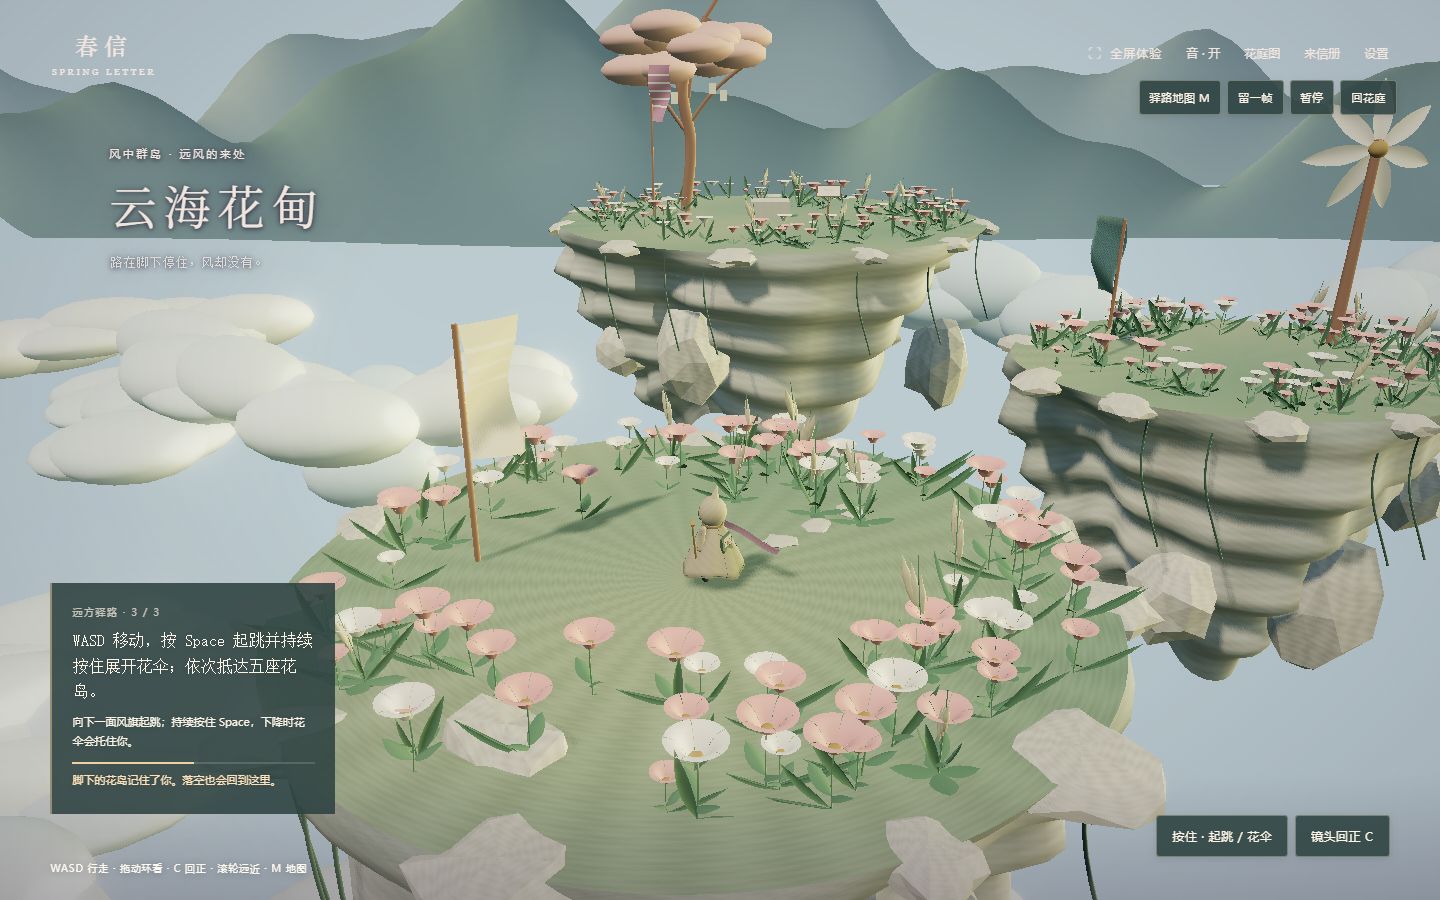 春信
SPRING LETTER
全屏体验 音·开 花庭图 来信册 设置
驿路地图 M 留一帧 暂停 回花庭
风中群岛 · 远风的来处
云海花甸
路在脚下停住，风却没有。
远方驿路 · 3 / 3
WASD 移动，按 Space 起跳并持续
按住展开花伞；依次抵达五座花
岛。
向下一面风旗起跳；持续按住 Space，下降时花
伞会托住你。
脚下的花岛记住了你。落空也会回到这里。
按住 · 起跳 / 花伞 镜头回正 C
WASD 行走 · 拖动环看 · C 回正 · 滚轮远近 · M 地图